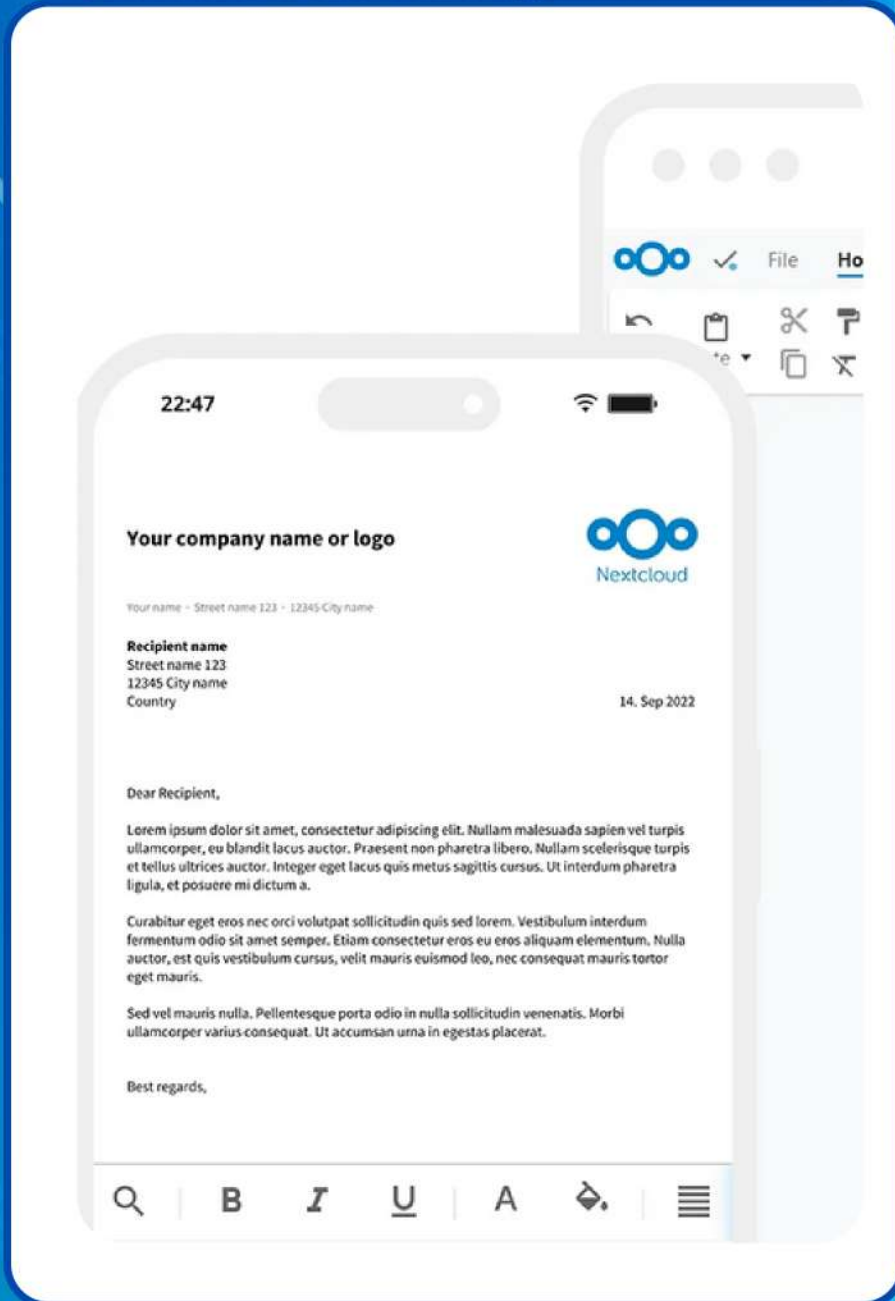 File Ho
22:47
Your company name or logo
Nextcloud
Your name - Street name 123 - 12345 City name
Recipient name
Street name 123
12345 City name
Country
14. Sep 2022
Dear Recipient,
Lorem ipsum dolor sit amet, consectetur adipiscing elit. Nullam malesuada sapien vel turpis
ullamcorper, eu blandit lacus auctor. Praesent non pharetra libero. Nullam scelerisque turpis
et tellus ultrices auctor. Integer eget lacus quis metus sagittis cursus. Ut interdum pharetra
ligula, et posuere mi dictum a.
Curabitur eget eros nec orci volutpat sollicitudin quis sed lorem. Vestibulum interdum
fermentum odio sit amet semper. Etiam consectetur eros eu eros aliquam elementum. Nulla
auctor, est quis vestibulum cursus, velit mauris euismod leo, nec consequat mauris tortor
eget mauris.
Sed vel mauris nulla. Pellentesque porta odio in nulla sollicitudin venenatis. Morbi
ullamcorper varius consequat. Ut accumsan urna in egestas placerat.
Best regards,
B I U A